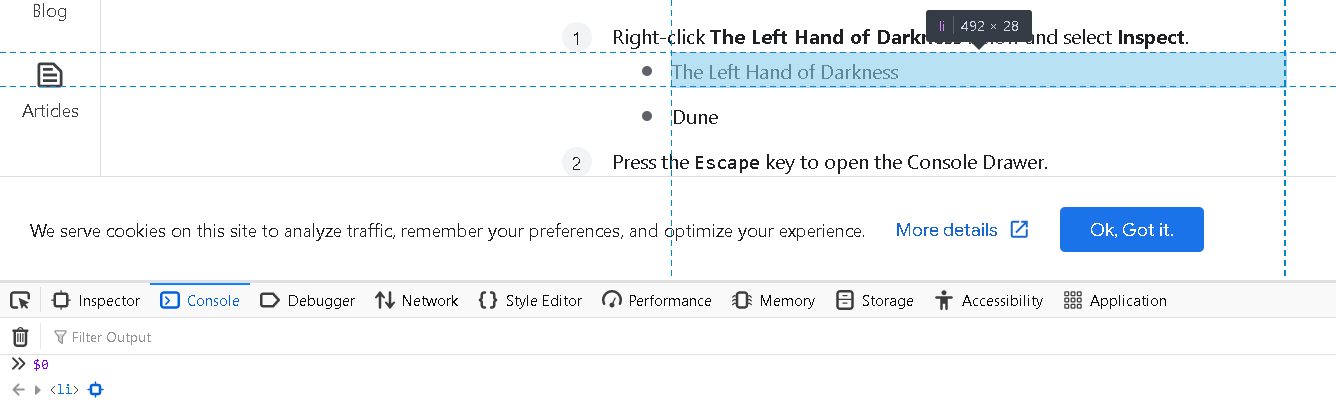 Blog
li 492 × 28
1 Right-click The Left Hand of Darkn and select Inspect.
The Left Hand of Darkness
Articles
Dune
2 Press the Escape key to open the Console Drawer.
We serve cookies on this site to analyze traffic, remember your preferences, and optimize your experience. More details Ok, Got it.
Inspector Console Debugger Network Style Editor Performance Memory Storage Accessibility Application
Filter Output
$0
<li>